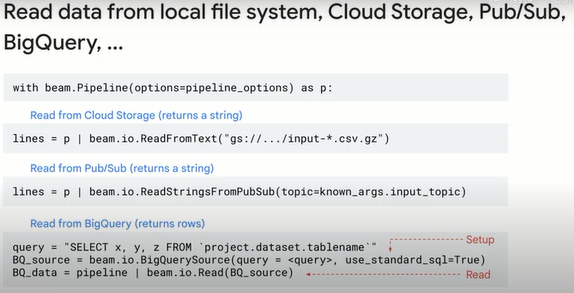 Read data from local file system, Cloud Storage, Pub/Sub,
BigQuery, ...
with beam.Pipeline(options=pipeline_options) as p:
Read from Cloud Storage (returns a string)
lines = p | beam.io.ReadFromText("gs://.../input-*.csv.gz")
Read from Pub/Sub (returns a string)
lines = p | beam.io.ReadStringsFromPubSub(topic=known_args.input_topic)
Read from BigQuery (returns rows)
query = "SELECT x, y, z FROM `project.dataset.tablename`"
Setup
BQ_source = beam.io.BigQuerySource(query = <query>, use_standard_sql=True)
BQ_data = pipeline | beam.io.Read(BQ_source)
Read